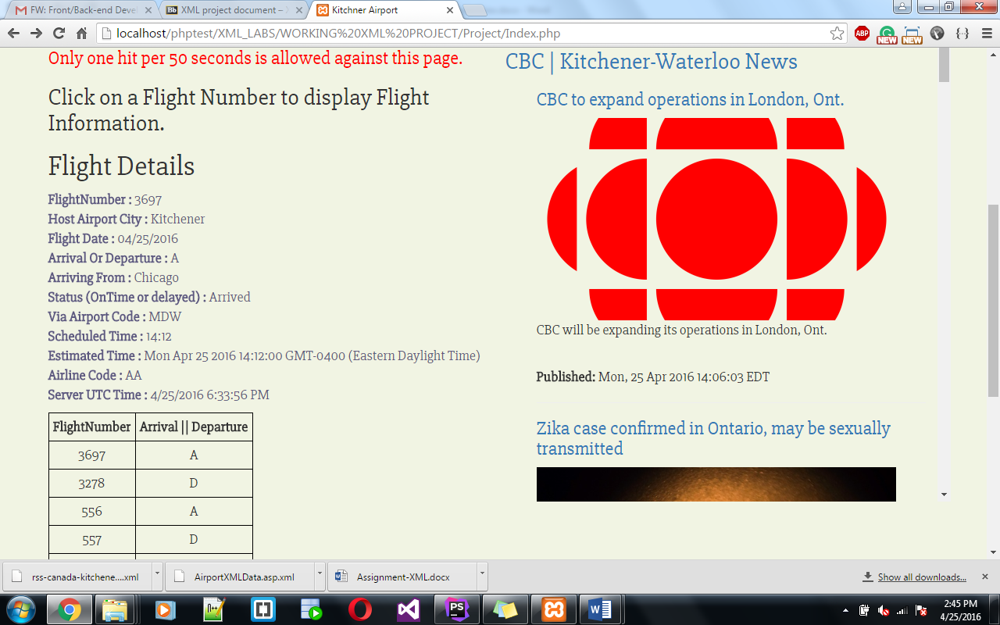 FW: Front/Back-end Deve
XML project document – X
Kitchner Airport
localhost/phptest/XML_LABS/WORKING%20XML%20PROJECT/Project/Index.php
ABP
NEW
NEW
Only one hit per 50 seconds is allowed against this page.
Click on a Flight Number to display Flight
Information.
Flight Details
FlightNumber : 3697
Host Airport City : Kitchener
Flight Date : 04/25/2016
Arrival Or Departure : A
Arriving From : Chicago
Status (OnTime or delayed) : Arrived
Via Airport Code : MDW
Scheduled Time : 14:12
Estimated Time : Mon Apr 25 2016 14:12:00 GMT-0400 (Eastern Daylight Time)
Airline Code : AA
Server UTC Time : 4/25/2016 6:33:56 PM
FlightNumber Arrival || Departure
3697 A
3278 D
556 A
557 D
CBC | Kitchener-Waterloo News
CBC to expand operations in London, Ont.
CBC will be expanding its operations in London, Ont.
Published: Mon, 25 Apr 2016 14:06:03 EDT
Zika case confirmed in Ontario, may be sexually
transmitted
rss-canada-kitchene....xml
AirportXMLData.asp.xml
Assignment-XML.docx
Show all downloads...
PS
2:45 PM
4/25/2016